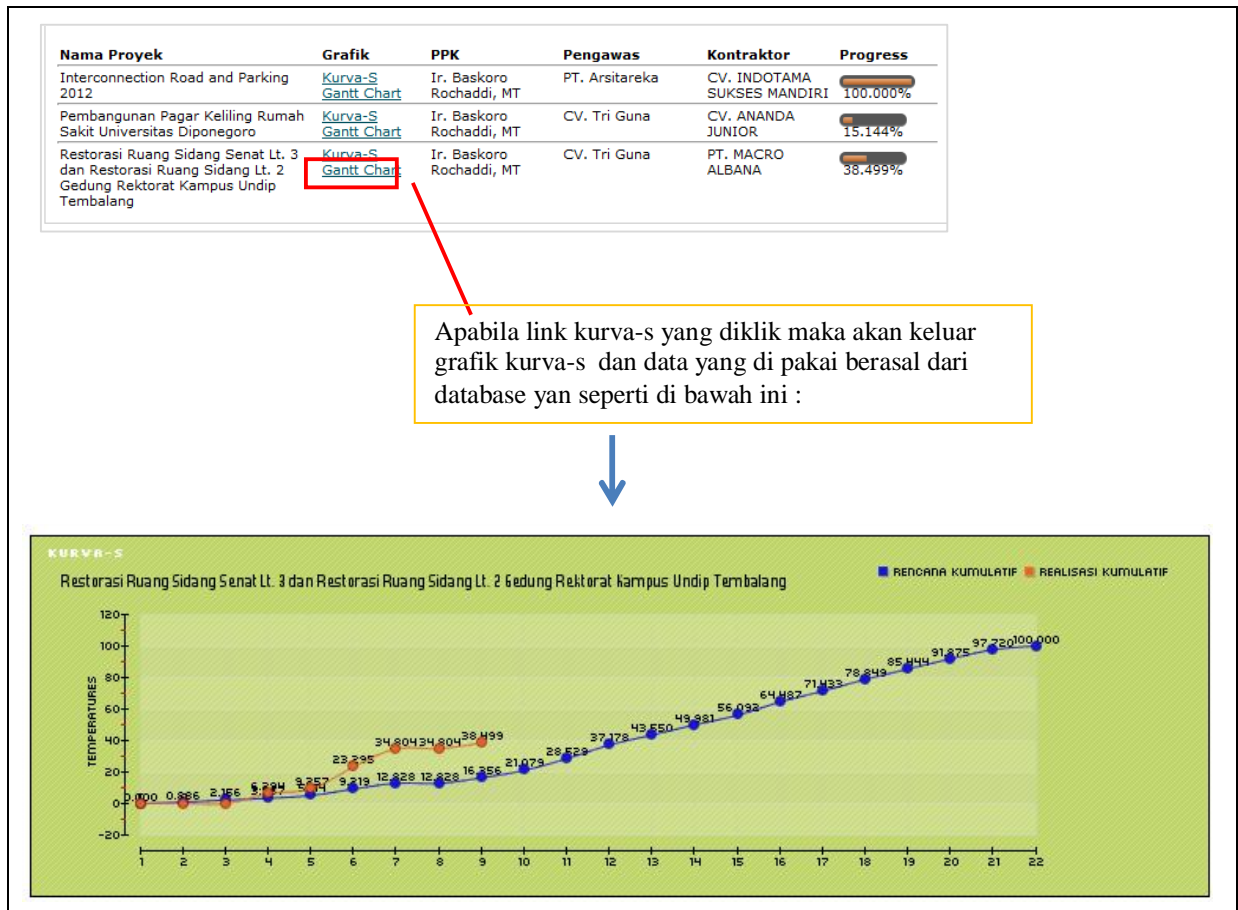 Nama Proyek Grafik PPK Pengawas Kontraktor Progress
Interconnection Road and Parking Kurva-S Ir. Baskoro PT. Arsitareka CV. INDOTAMA
2012 Gantt Chart Rochaddi, MT SUKSES MANDIRI 100.000%
Pembangunan Pagar Keliling Rumah Kurva-S Ir. Baskoro CV. Tri Guna CV. ANANDA
Sakit Universitas Diponegoro Gantt Chart Rochaddi, MT JUNIOR 15.144%
Restorasi Ruang Sidang Senat Lt. 3 Kurva-S Ir. Baskoro CV. Tri Guna PT. MACRO
dan Restorasi Ruang Sidang Lt. 2 Gantt Chart Rochaddi, MT ALBANA 38.499%
Gedung Rektorat Kampus Undip
Tembalang
Apabila link kurva-s yang diklik maka akan keluar
grafik kurva-s dan data yang di pakai berasal dari
database yan seperti di bawah ini :
KURVA-S
Restorasi Ruang Sidang Senat Lt. 3 dan Restorasi Ruang Sidang Lt. 2 Gedung Rektorat Kampus Undip Tembalang
RENCANA KUMULATIF REALISASI KUMULATIF
TEMPERATURES
120
100
80
60
40
20
0
-20
0.000 0.886 2.156 6.294 9.257 9.319 12.828 12.828 16.356 21.079 28.529 37.178 43.550 49.981 56.092 64.487 71.433 78.849 85.444 91.875 97.720 100.000
23.295 34.804 34.804 38.499
1 2 3 4 5 6 7 8 9 10 11 12 13 14 15 16 17 18 19 20 21 22